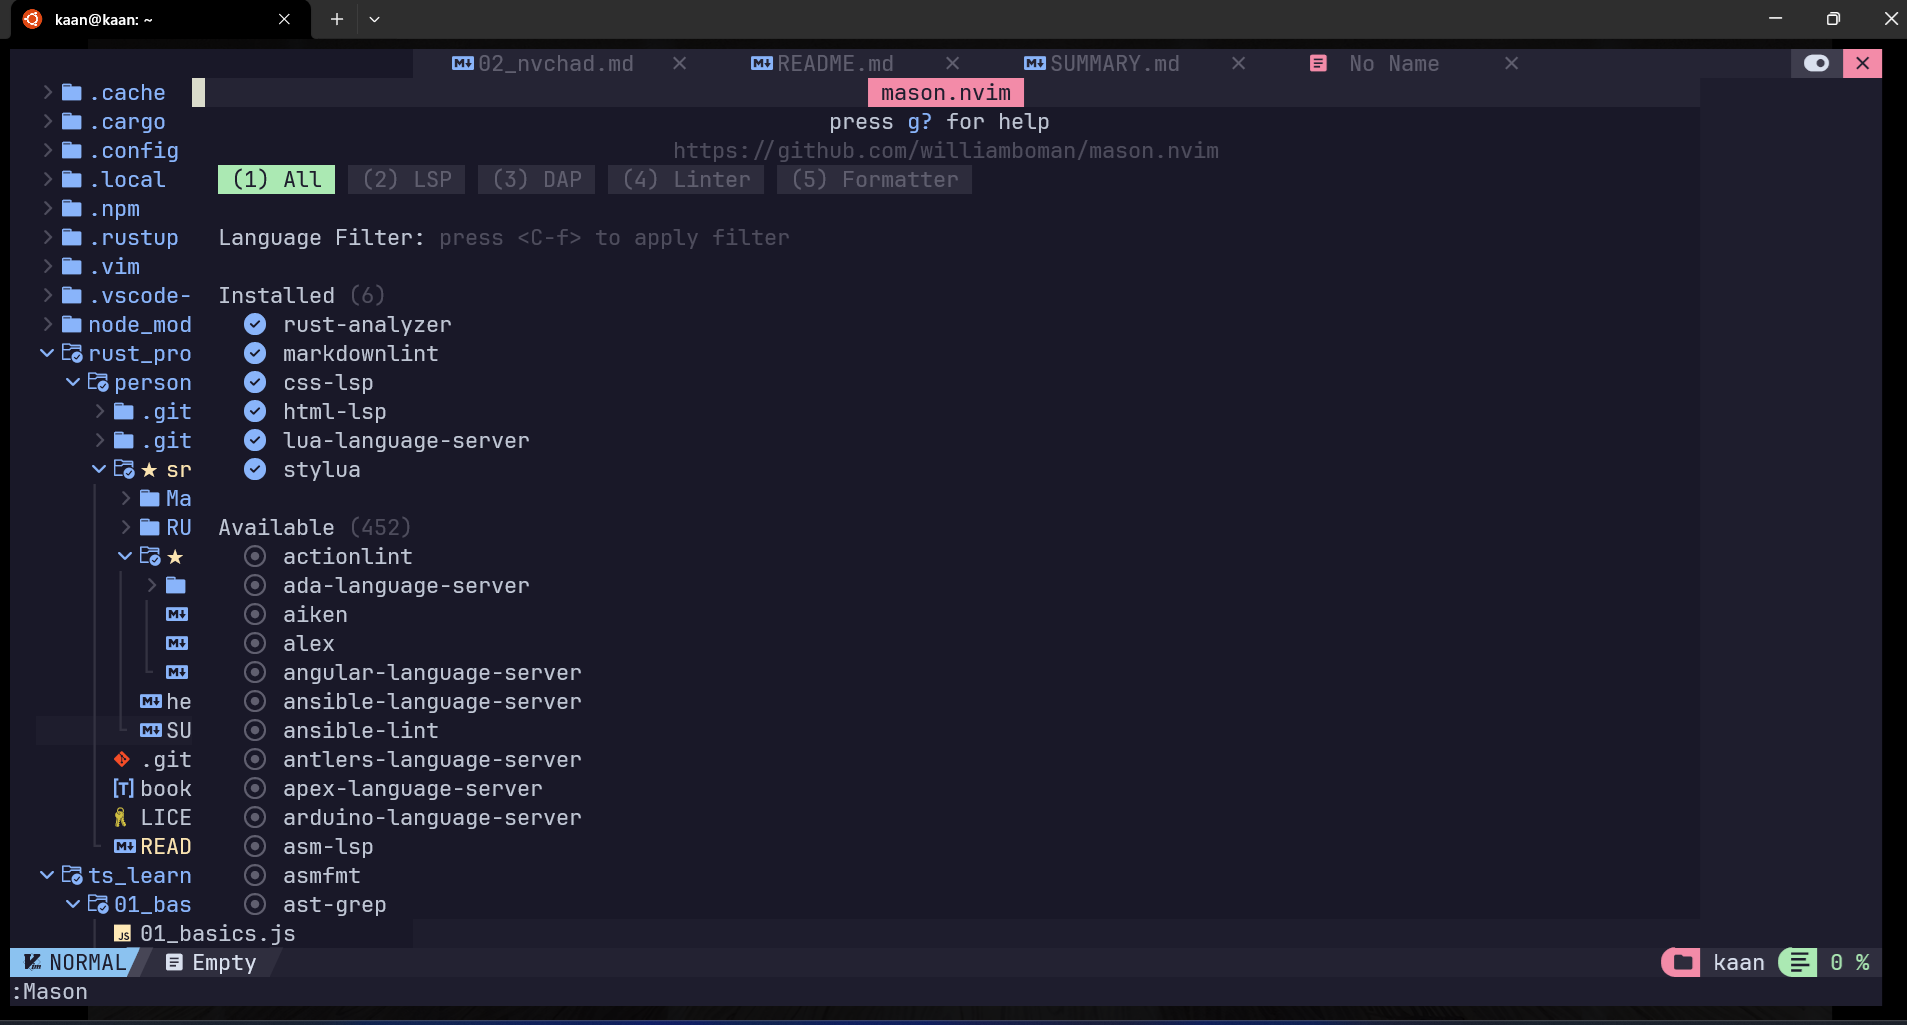 kaan@kaan: ~
02_nvchad.md
README.md
SUMMARY.md
No Name
.cache
mason.nvim
.cargo
press g? for help
.config
https://github.com/williamboman/mason.nvim
.local
(1) All (2) LSP (3) DAP (4) Linter (5) Formatter
.npm
.rustup
Language Filter: press <C-f> to apply filter
.vim
.vscode-
Installed (6)
node_mod
rust-analyzer
rust_pro
markdownlint
person
css-lsp
.git
html-lsp
.git
lua-language-server
sr
stylua
Ma
RU
Available (452)
actionlint
ada-language-server
aiken
alex
angular-language-server
he
ansible-language-server
SU
ansible-lint
.git
antlers-language-server
book
apex-language-server
LICE
arduino-language-server
READ
asm-lsp
ts_learn
asmfmt
01_bas
ast-grep
JS 01_basics.js
NORMAL
Empty
kaan
0 %
:Mason